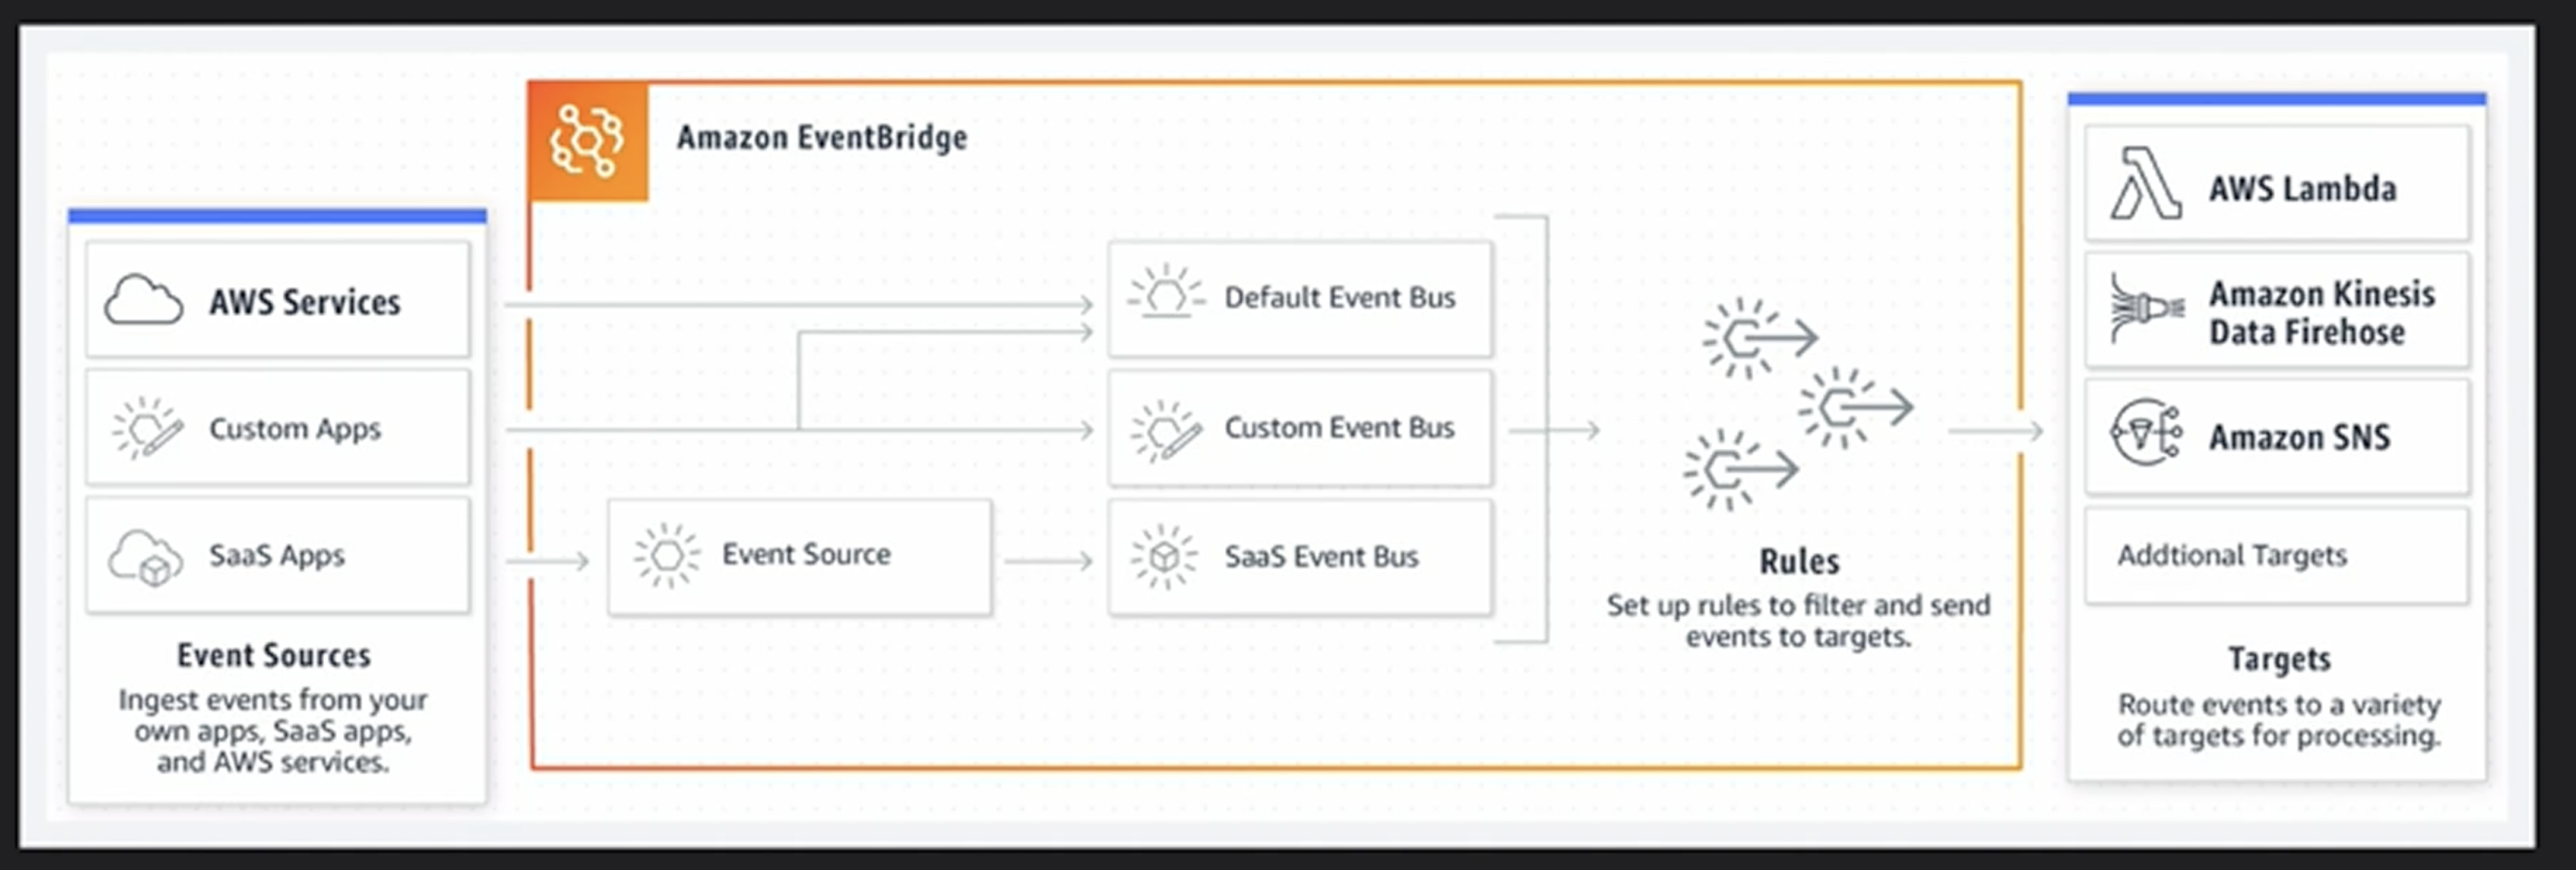 Amazon EventBridge
AWS Services
Custom Apps
SaaS Apps
Event Sources
Ingest events from your
own apps, SaaS apps,
and AWS services.
Event Source
Default Event Bus
Custom Event Bus
SaaS Event Bus
Rules
Set up rules to filter and send
events to targets.
AWS Lambda
Amazon Kinesis
Data Firehose
Amazon SNS
Addtional Targets
Targets
Route events to a variety
of targets for processing.